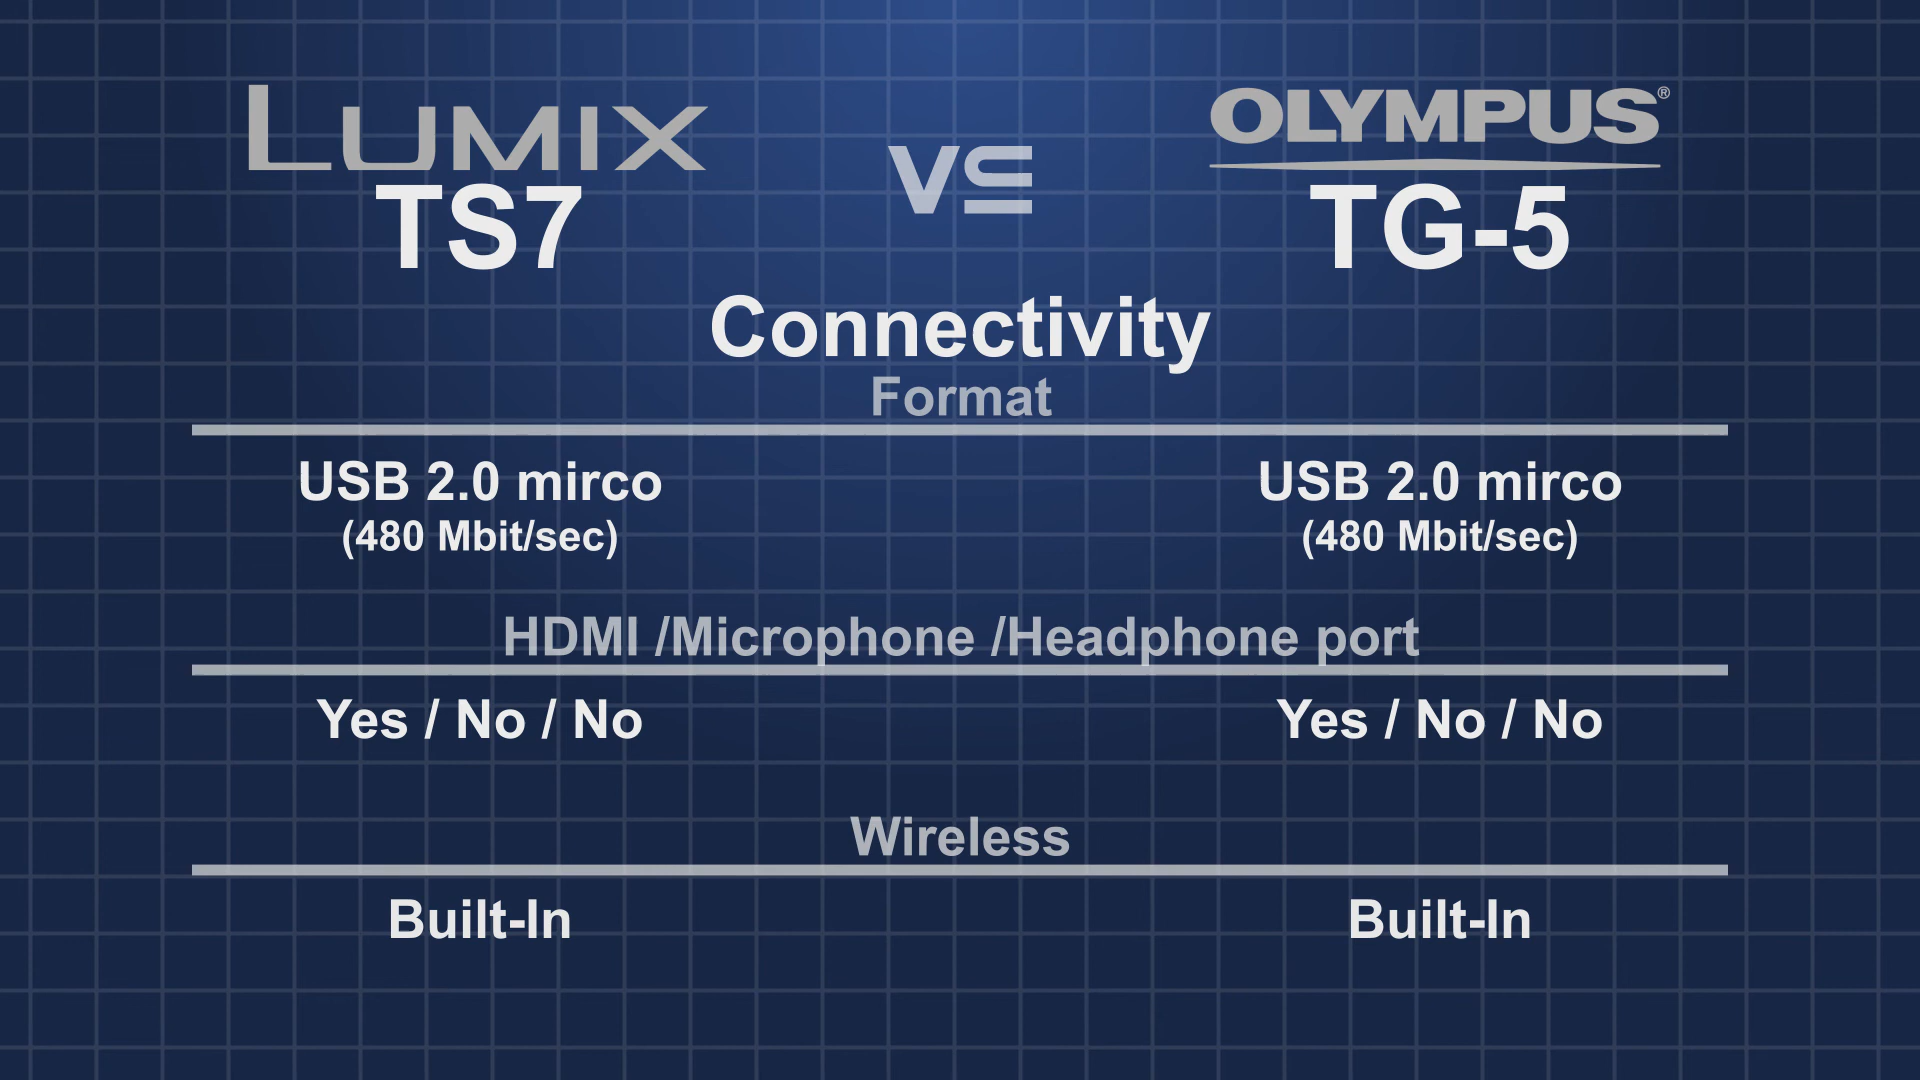 LUMIX
TS7
VS
OLYMPUS®
TG-5
Connectivity
Format
USB 2.0 mirco
(480 Mbit/sec)
USB 2.0 mirco
(480 Mbit/sec)
HDMI /Microphone /Headphone port
Yes / No / No
Yes / No / No
Wireless
Built-In
Built-In